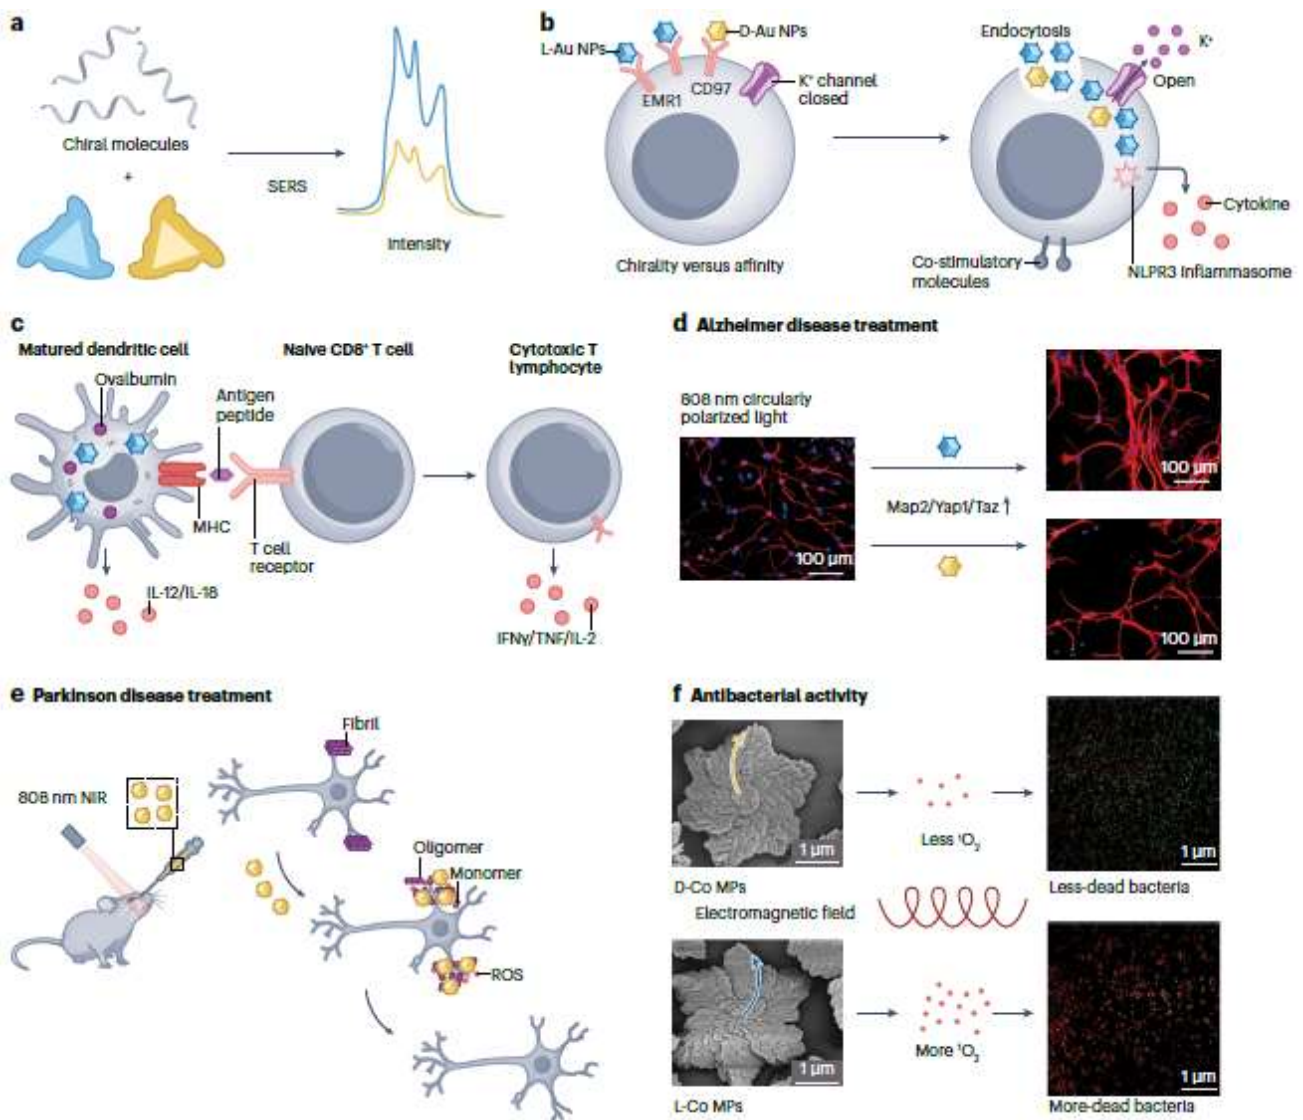 a
Chiral molecules
+
SERS
Intensity
b
L-Au NPs
D-Au NPs
EMR1
CD97
K⁺ channel
closed
Chirality versus affinity
Endocytosis
K⁺
Open
Cytokine
Co-stimulatory
molecules
NLPR3 inflammasome
c
Matured dendritic cell
Naive CD8⁺ T cell
Cytotoxic T
lymphocyte
Ovalbumin
Antigen
peptide
MHC
T cell
receptor
IL-12/IL-18
IFNγ/TNF/IL-2
d Alzheimer disease treatment
808 nm circularly
polarized light
100 μm
Map2/Yap1/Taz ↑
100 μm
100 μm
e Parkinson disease treatment
808 nm NIR
Fibril
Oligomer
Monomer
ROS
f Antibacterial activity
1 μm
D-Co MPs
Less ¹O₂
1 μm
Less-dead bacteria
Electromagnetic field
1 μm
L-Co MPs
More ¹O₂
1 μm
More-dead bacteria